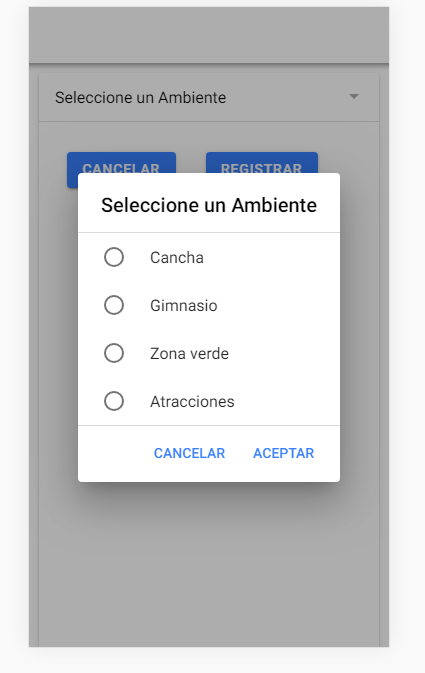 Seleccione un Ambiente
CANCELAR REGISTRAR
Seleccione un Ambiente
Cancha
Gimnasio
Zona verde
Atracciones
CANCELAR ACEPTAR